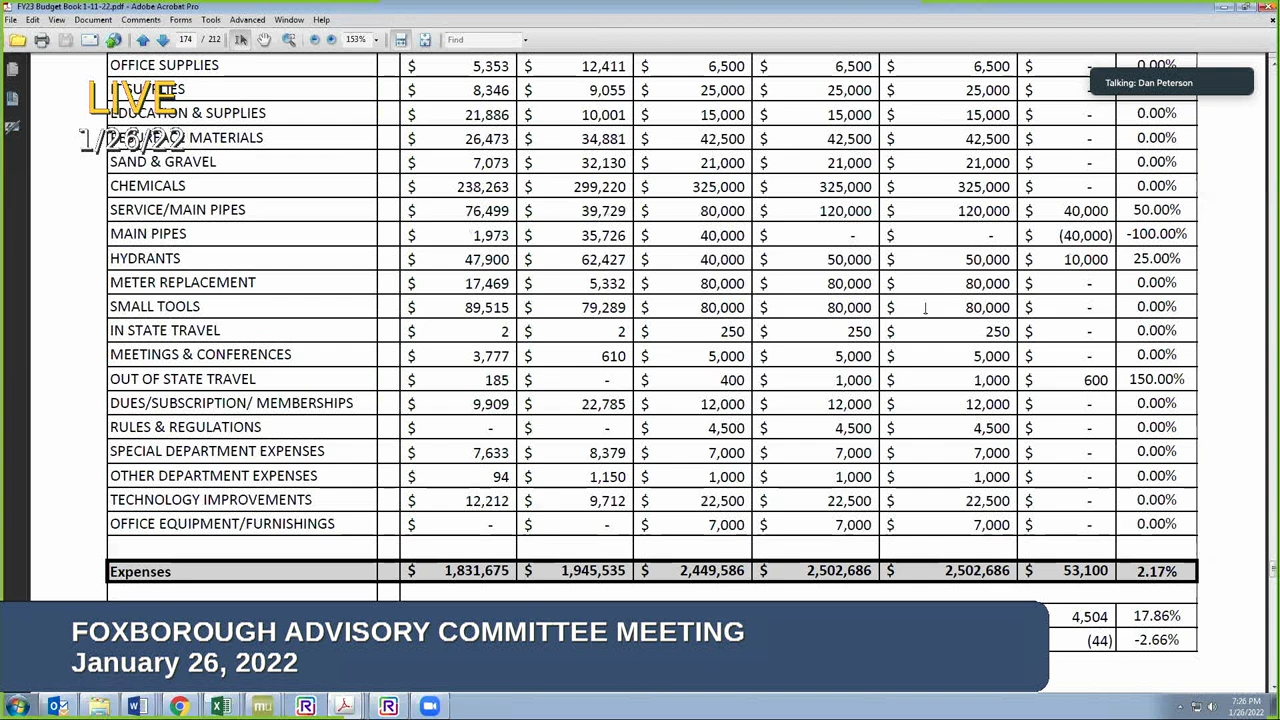 FY23 Budget Book 1-11-22.pdf - Adobe Acrobat Pro
File Edit View Document Comments Forms Tools Advanced Window Help
174 / 212 153% Find
Talking: Dan Peterson
LIVE
1/26/22
OFFICE SUPPLIES $ 5,353 $ 12,411 $ 6,500 $ 6,500 $ 6,500 $ - 0.00%
SUPPLIES $ 8,346 $ 9,055 $ 25,000 $ 25,000 $ 25,000 $
EDUCATION & SUPPLIES $ 21,886 $ 10,001 $ 15,000 $ 15,000 $ 15,000 $ - 0.00%
MATERIALS $ 26,473 $ 34,881 $ 42,500 $ 42,500 $ 42,500 $ - 0.00%
SAND & GRAVEL $ 7,073 $ 32,130 $ 21,000 $ 21,000 $ 21,000 $ - 0.00%
CHEMICALS $ 238,263 $ 299,220 $ 325,000 $ 325,000 $ 325,000 $ - 0.00%
SERVICE/MAIN PIPES $ 76,499 $ 39,729 $ 80,000 $ 120,000 $ 120,000 $ 40,000 50.00%
MAIN PIPES $ 1,973 $ 35,726 $ 40,000 $ - $ - $ (40,000) -100.00%
HYDRANTS $ 47,900 $ 62,427 $ 40,000 $ 50,000 $ 50,000 $ 10,000 25.00%
METER REPLACEMENT $ 17,469 $ 5,332 $ 80,000 $ 80,000 $ 80,000 $ - 0.00%
SMALL TOOLS $ 89,515 $ 79,289 $ 80,000 $ 80,000 $ 80,000 $ - 0.00%
IN STATE TRAVEL $ 2 $ 2 $ 250 $ 250 $ 250 $ - 0.00%
MEETINGS & CONFERENCES $ 3,777 $ 610 $ 5,000 $ 5,000 $ 5,000 $ - 0.00%
OUT OF STATE TRAVEL $ 185 $ - $ 400 $ 1,000 $ 1,000 $ 600 150.00%
DUES/SUBSCRIPTION/ MEMBERSHIPS $ 9,909 $ 22,785 $ 12,000 $ 12,000 $ 12,000 $ - 0.00%
RULES & REGULATIONS $ - $ - $ 4,500 $ 4,500 $ 4,500 $ - 0.00%
SPECIAL DEPARTMENT EXPENSES $ 7,633 $ 8,379 $ 7,000 $ 7,000 $ 7,000 $ - 0.00%
OTHER DEPARTMENT EXPENSES $ 94 $ 1,150 $ 1,000 $ 1,000 $ 1,000 $ - 0.00%
TECHNOLOGY IMPROVEMENTS $ 12,212 $ 9,712 $ 22,500 $ 22,500 $ 22,500 $ - 0.00%
OFFICE EQUIPMENT/FURNISHINGS $ - $ - $ 7,000 $ 7,000 $ 7,000 $ - 0.00%
Expenses $ 1,831,675 $ 1,945,535 $ 2,449,586 $ 2,502,686 $ 2,502,686 $ 53,100 2.17%
4,504 17.86%
(44) -2.66%
FOXBOROUGH ADVISORY COMMITTEE MEETING
January 26, 2022
7:26 PM
1/26/2022